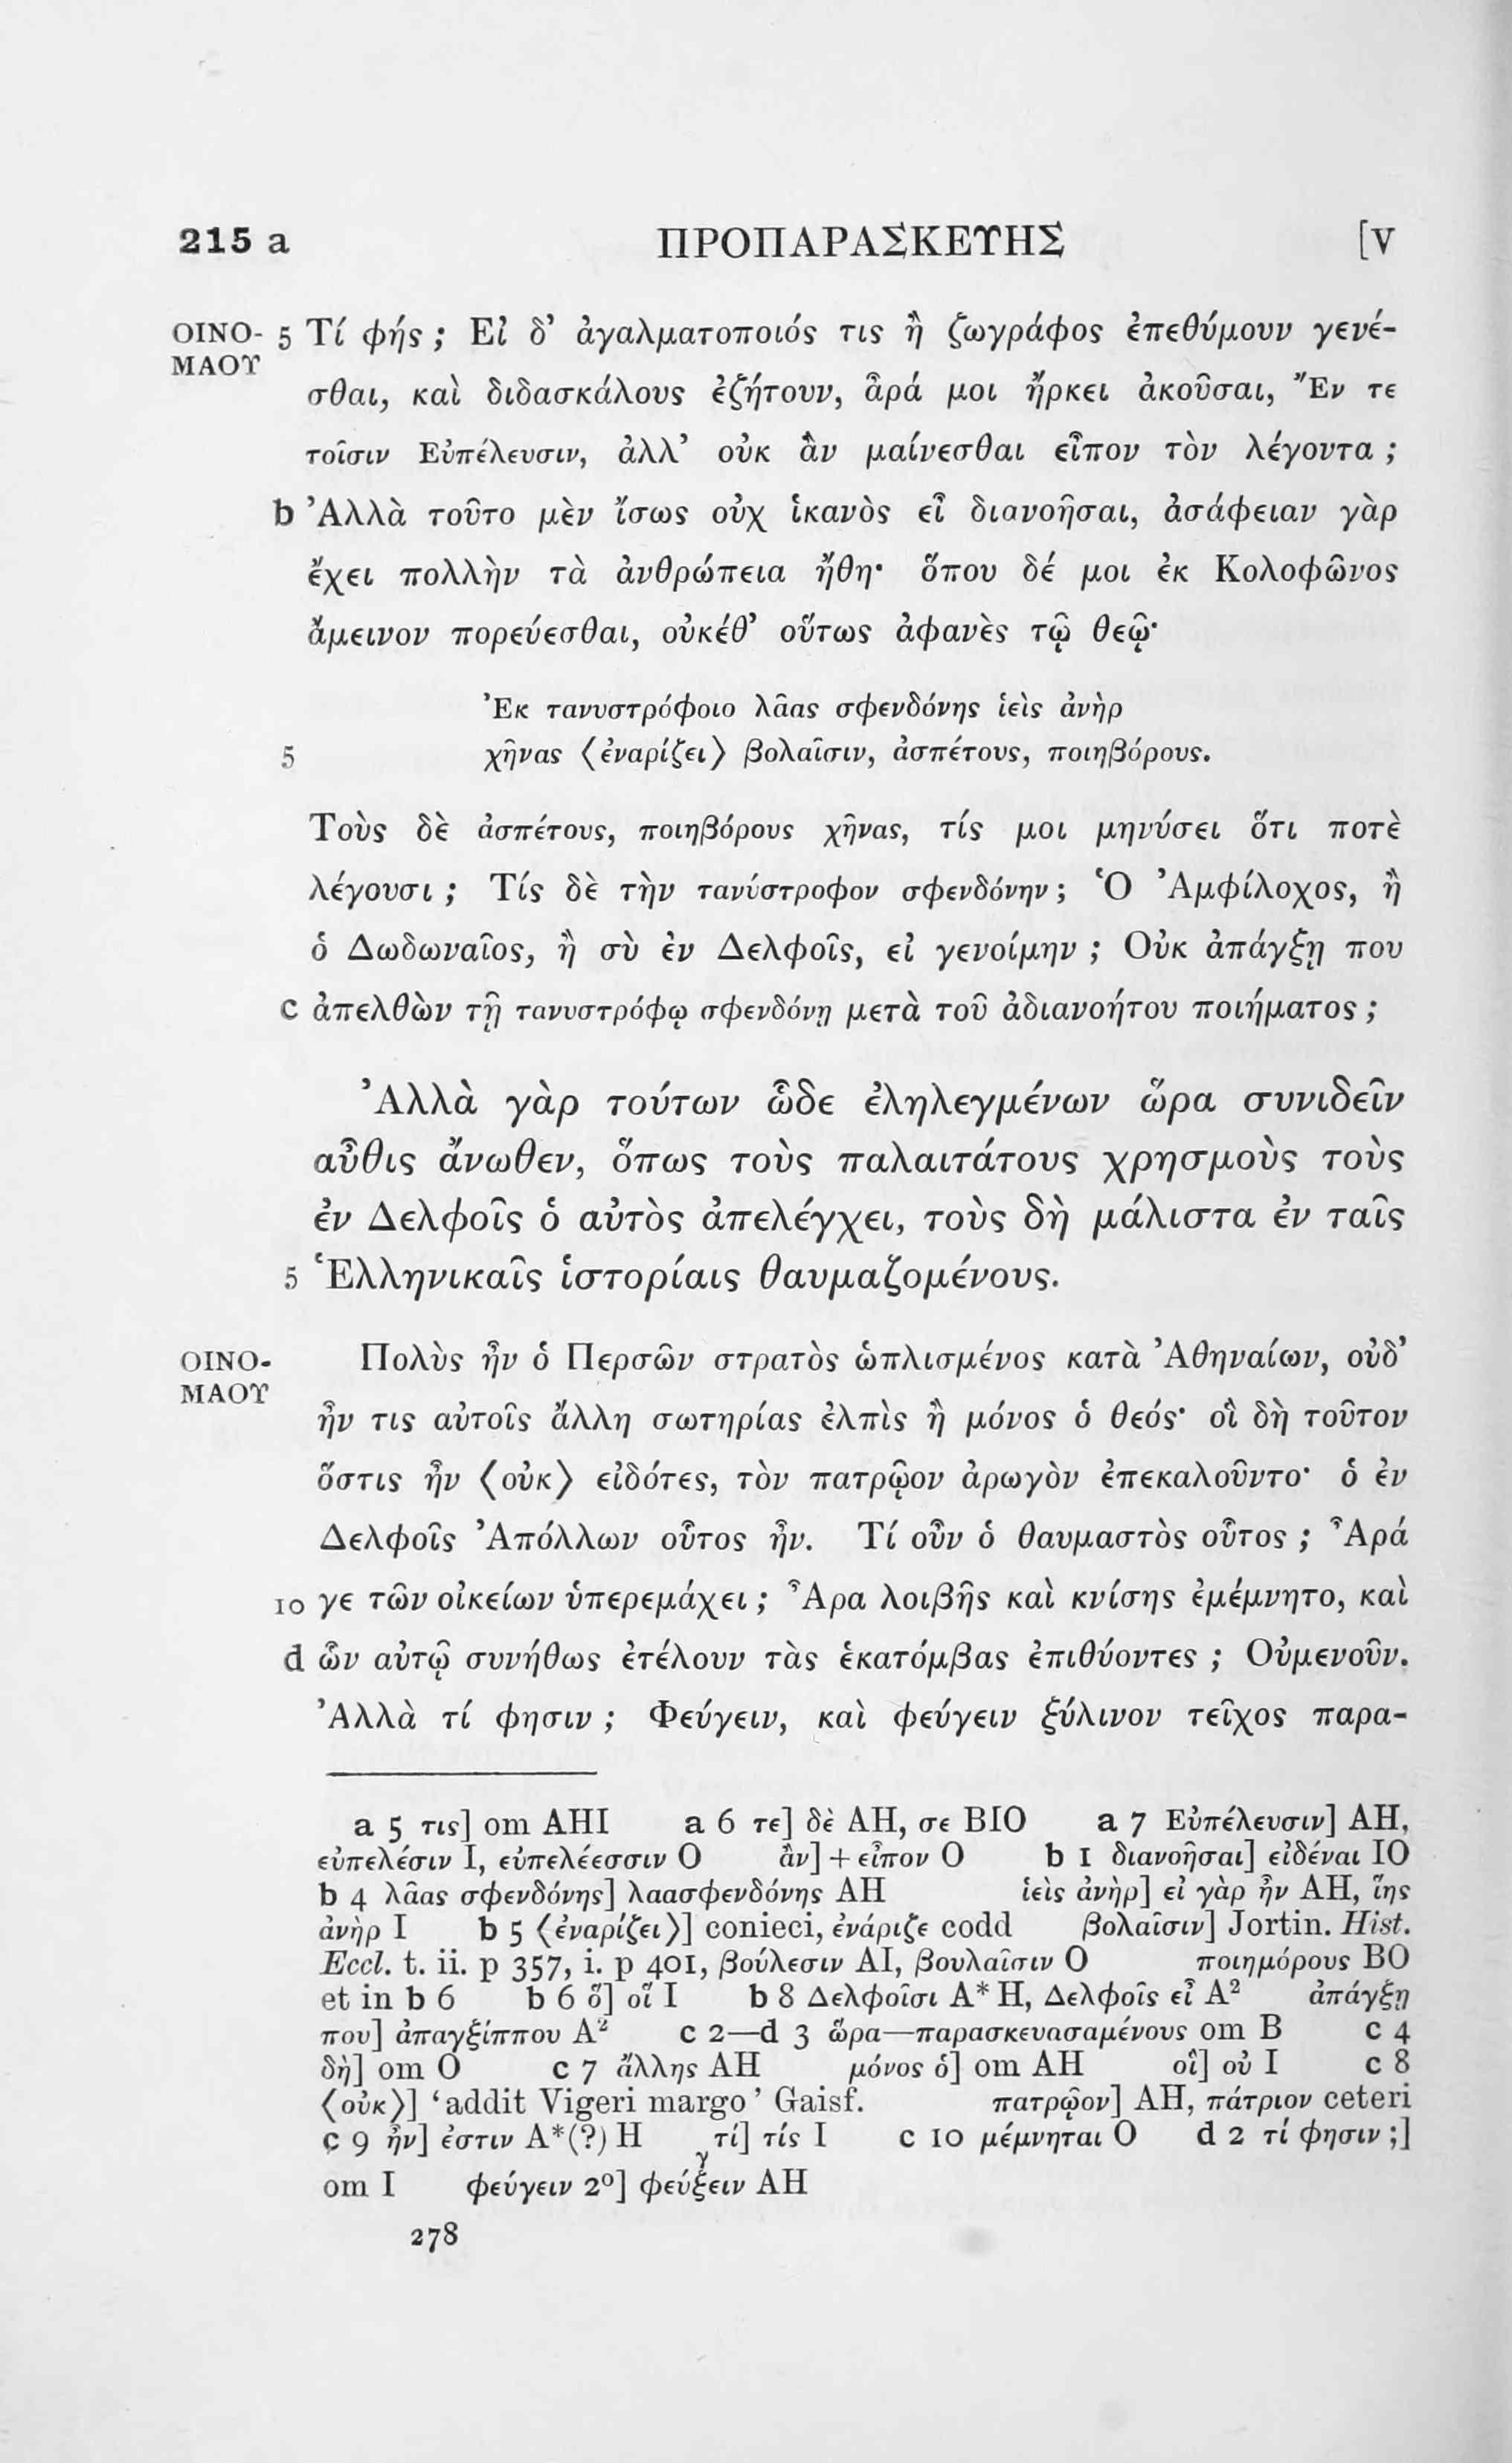 215 a ΠΡΟΠΑΡΑΣΚΕΥΗΣ [V
ΟΙΝΟ- 5 Τί φής ; Εἰ δ’ ἀγαλματοποιός τις ἢ ζωγράφος ἐπεθύμουν γενέ-
ΜΑΟΥ
σθαι, καὶ διδασκάλους ἐζήτουν, ἆρά μοι ἤρκει ἀκοῦσαι, Ἔν τε
τοῖσιν Εὐπέλευσιν, ἀλλ’ οὐκ ἂν μαίνεσθαι εἶπον τὸν λέγοντα ;
b Ἀλλὰ τοῦτο μὲν ἴσως οὐχ ἱκανὸς εἶ διανοῆσαι, ἀσάφειαν γὰρ
ἔχει πολλὴν τὰ ἀνθρώπεια ἤθη· ὅπου δέ μοι ἐκ Κολοφῶνος
ἄμεινον πορεύεσθαι, οὐκέθ’ οὕτως ἀφανὲς τῷ θεῷ·
Ἐκ τανυστρόφοιο λᾶας σφενδόνης ἱεὶς ἀνὴρ
5 χῆνας ⟨ἐναρίζει⟩ βολαῖσιν, ἀσπέτους, ποιηβόρους.
Τοὺς δὲ ἀσπέτους, ποιηβόρους χῆνας, τίς μοι μηνύσει ὅτι ποτὲ
λέγουσι ; Τίς δὲ τὴν τανύστροφον σφενδόνην ; Ὁ Ἀμφίλοχος, ἢ
ὁ Δωδωναῖος, ἢ σὺ ἐν Δελφοῖς, εἰ γενοίμην ; Οὐκ ἀπάγξῃ που
c ἀπελθὼν τῇ τανυστρόφῳ σφενδόνῃ μετὰ τοῦ ἀδιανοήτου ποιήματος ;
Ἀλλὰ γὰρ τούτων ὧδε ἐληλεγμένων ὥρα συνιδεῖν
αὖθις ἄνωθεν, ὅπως τοὺς παλαιτάτους χρησμοὺς τοὺς
ἐν Δελφοῖς ὁ αὐτὸς ἀπελέγχει, τοὺς δὴ μάλιστα ἐν ταῖς
5 Ἑλληνικαῖς ἱστορίαις θαυμαζομένους.
ΟΙΝΟ- Πολὺς ἦν ὁ Περσῶν στρατὸς ὡπλισμένος κατὰ Ἀθηναίων, οὐδ’
ΜΑΟΥ
ἦν τις αὐτοῖς ἄλλη σωτηρίας ἐλπὶς ἢ μόνος ὁ θεός· οἳ δὴ τοῦτον
ὅστις ἦν ⟨οὐκ⟩ εἰδότες, τὸν πατρῷον ἀρωγὸν ἐπεκαλοῦντο· ὁ ἐν
Δελφοῖς Ἀπόλλων οὗτος ἦν. Τί οὖν ὁ θαυμαστὸς οὗτος ; Ἆρά
10 γε τῶν οἰκείων ὑπερεμάχει ; Ἆρα λοιβῆς καὶ κνίσης ἐμέμνητο, καὶ
d ὧν αὐτῷ συνήθως ἐτέλουν τὰς ἑκατόμβας ἐπιθύοντες ; Οὐμενοῦν.
Ἀλλὰ τί φησιν ; Φεύγειν, καὶ φεύγειν ξύλινον τεῖχος παρα-
a 5 τις] om AHI a 6 τε] δὲ AH, σε BIO a 7 Εὐπέλευσιν] AH,
εὐπελέσιν I, εὐπελέεσσιν O ἂν] + εἶπον O b 1 διανοῆσαι] εἰδέναι IO
b 4 λᾶας σφενδόνης] λαασφενδόνης AH ἱεὶς ἀνὴρ] εἰ γὰρ ἦν AH, ἵης
ἀνὴρ I b 5 ⟨ἐναρίζει⟩] conieci, ἐνάριζε codd βολαῖσιν] Jortin. Hist.
Eccl. t. ii. p 357, i. p 401, βούλεσιν AI, βουλαῖσιν O ποιημόρους BO
et in b 6 b 6 ὅ] οἵ I b 8 Δελφοῖσι A* H, Δελφοῖς εἶ A² ἀπάγξῃ
που] ἀπαγξίππου A² c 2—d 3 ὥρα—παρασκευασαμένους om B c 4
δὴ] om O c 7 ἄλλης AH μόνος ὁ] om AH οἳ] οὐ I c 8
⟨οὐκ⟩] ‘addit Vigeri margo’ Gaisf. πατρῷον] AH, πάτριον ceteri
c 9 ἦν] ἐστιν A*(?) H τί] τίς I c 10 μέμνηται O d 2 τί φησιν ;]
γ
om I φεύγειν 2º] φεύξειν AH
278